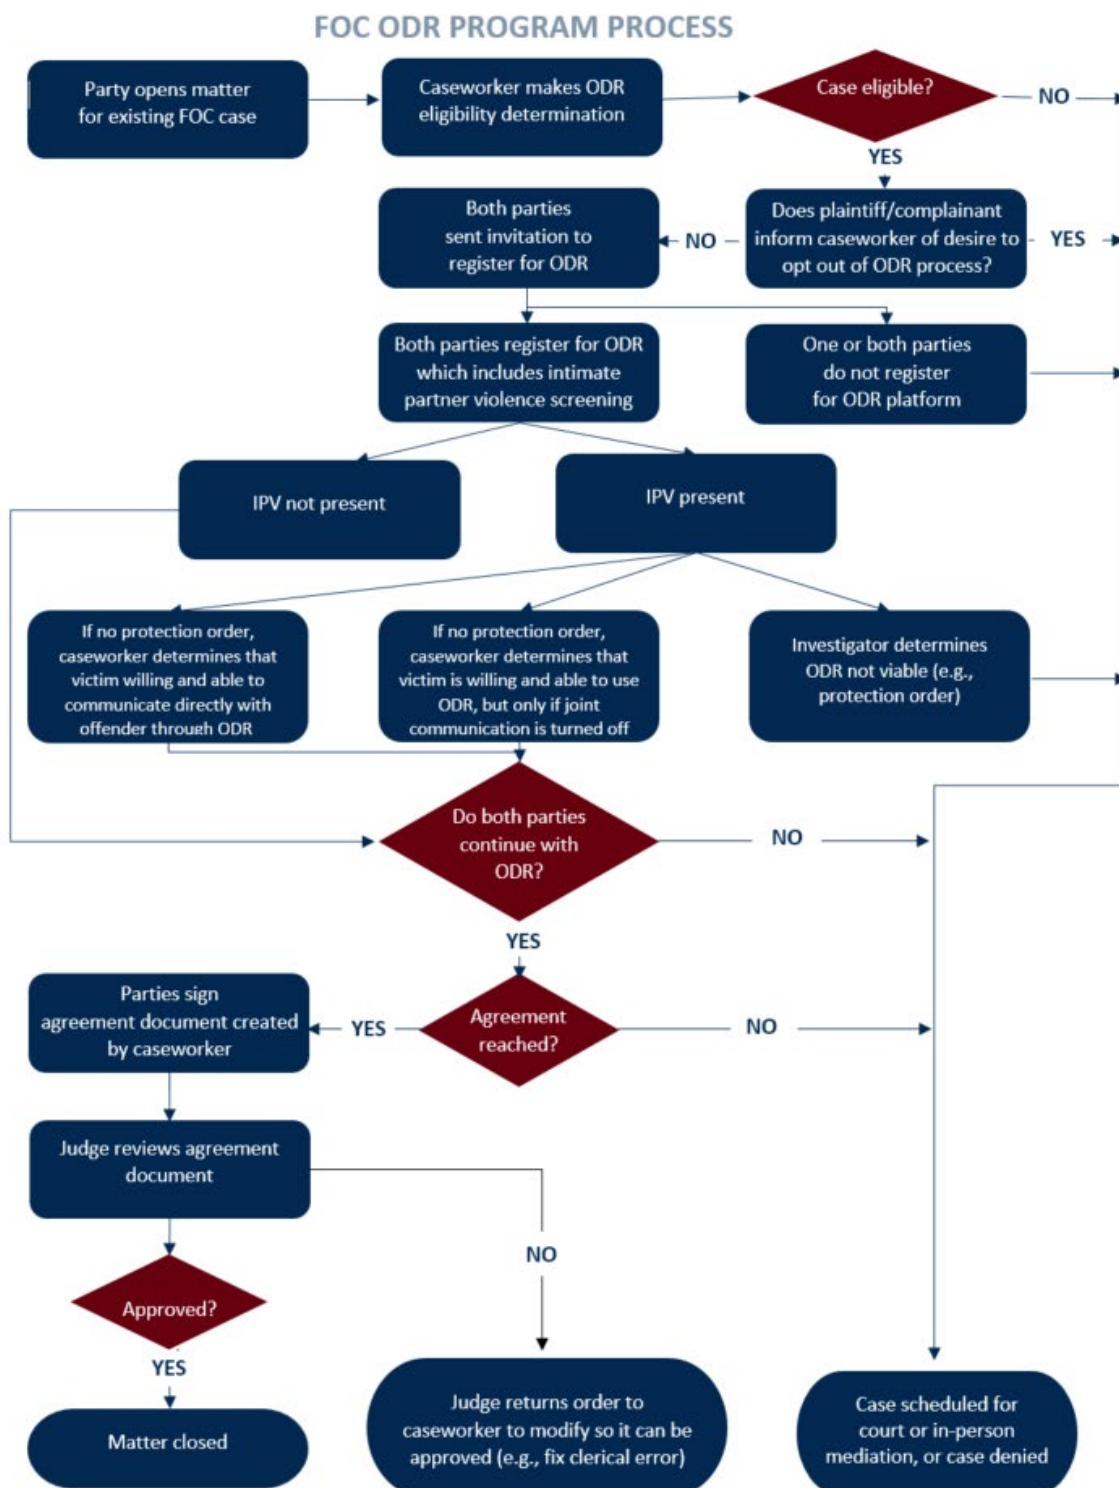 FOC ODR PROGRAM PROCESS
Party opens matter
for existing FOC case
Caseworker makes ODR
eligibility determination
Case eligible?
NO
YES
Both parties
sent invitation to
register for ODR
NO
Does plaintiff/complainant
inform caseworker of desire to
opt out of ODR process?
YES
Both parties register for ODR
which includes intimate
partner violence screening
One or both parties
do not register
for ODR platform
IPV not present
IPV present
If no protection order,
caseworker determines that
victim willing and able to
communicate directly with
offender through ODR
If no protection order,
caseworker determines that
victim is willing and able to use
ODR, but only if joint
communication is turned off
Investigator determines
ODR not viable (e.g.,
protection order)
Do both parties
continue with
ODR?
NO
YES
Parties sign
agreement document created
by caseworker
YES
Agreement
reached?
NO
Judge reviews agreement
document
NO
Approved?
YES
Matter closed
Judge returns order to
caseworker to modify so it can be
approved (e.g., fix clerical error)
Case scheduled for
court or in-person
mediation, or case denied